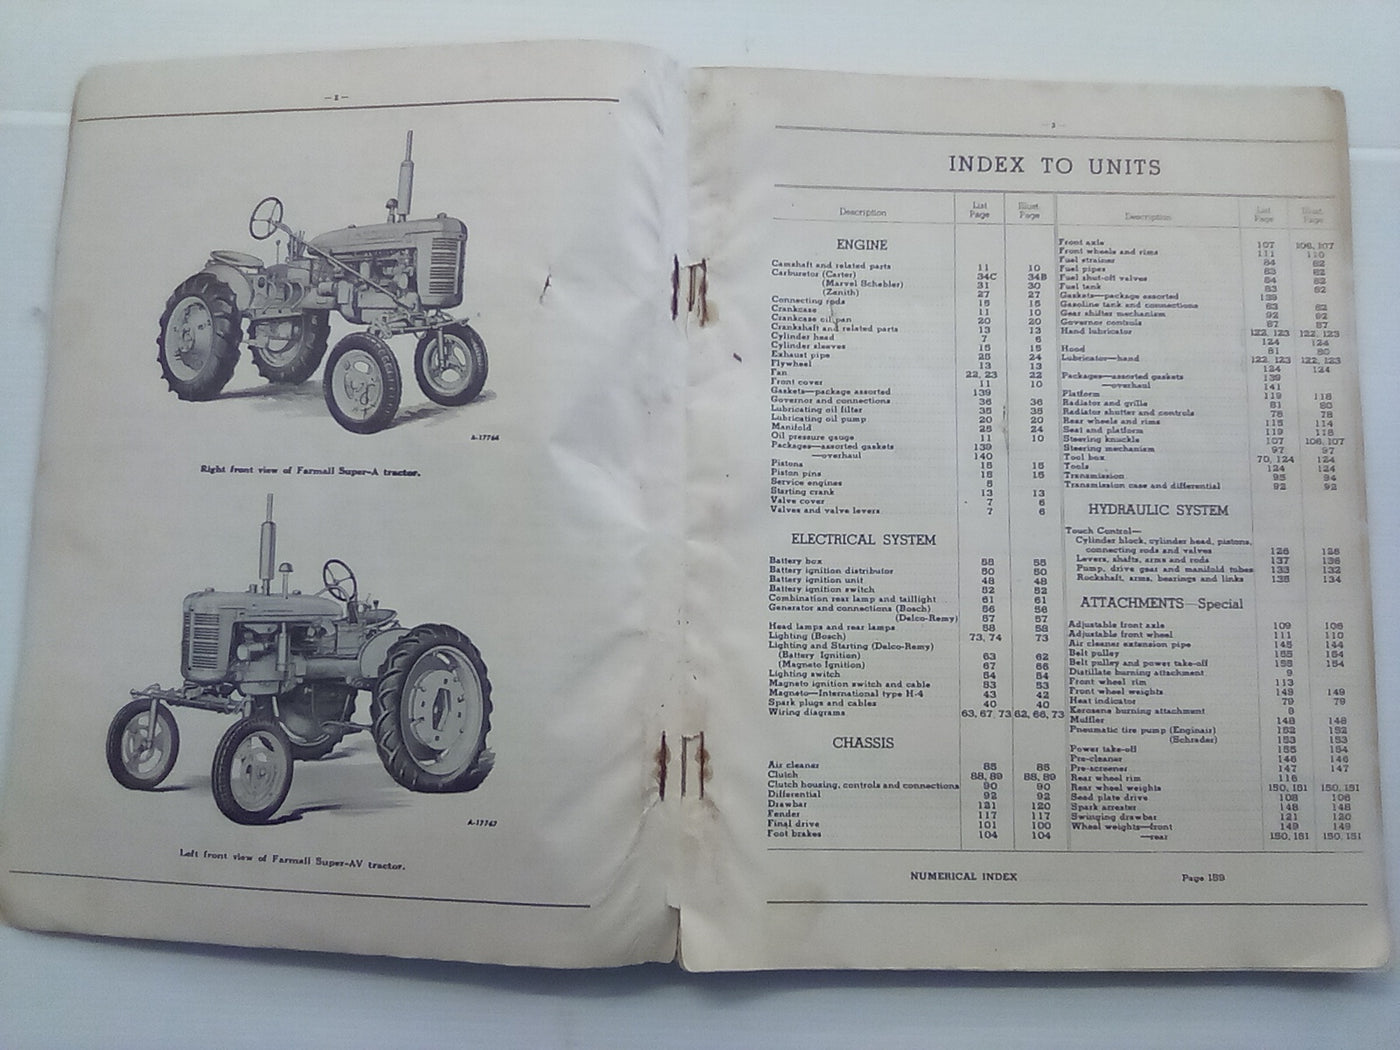 — 2 —
A-17764
Right front view of Farmall Super-A tractor.
A-17767
Left front view of Farmall Super-AV tractor.
— 3 —
INDEX TO UNITS
Description List Page Illust. Page
ENGINE
Camshaft and related parts 11 10
Carburetor (Carter) 34C 34B
(Marvel Schebler) 31 30
(Zenith) 27 27
Connecting rods 15 15
Crankcase 11 10
Crankcase oil pan 20 20
Crankshaft and related parts 13 13
Cylinder head 7 6
Cylinder sleeves 15 15
Exhaust pipe 25 24
Flywheel 13 13
Fan 22, 23 22
Front cover 11 10
Gaskets—package assorted 139
Governor and connections 36 36
Lubricating oil filter 35 35
Lubricating oil pump 20 20
Manifold 25 24
Oil pressure gauge 11 10
Packages—assorted gaskets 139
—overhaul 140
Pistons 15 15
Piston pins 15 15
Service engines 5
Starting crank 13 13
Valve cover 7 6
Valves and valve levers 7 6
ELECTRICAL SYSTEM
Battery box 55 55
Battery ignition distributor 50 50
Battery ignition unit 48 48
Battery ignition switch 52 52
Combination rear lamp and taillight 61 61
Generator and connections (Bosch) 56 56
(Delco-Remy) 57 57
Head lamps and rear lamps 58 58
Lighting (Bosch) 73, 74 73
Lighting and Starting (Delco-Remy)
(Battery Ignition) 63 62
(Magneto Ignition) 67 66
Lighting switch 54 54
Magneto ignition switch and cable 53 53
Magneto—International type H-4 43 42
Spark plugs and cables 40 40
Wiring diagrams 63, 67, 73 62, 66, 73
CHASSIS
Air cleaner 85 85
Clutch 88, 89 88, 89
Clutch housing, controls and connections 90 90
Differential 92 92
Drawbar 121 120
Fender 117 117
Final drive 101 100
Foot brakes 104 104
Description List Page Illust. Page
Front axle 107 106, 107
Front wheels and rims 111 110
Fuel strainer 84 82
Fuel pipes 83 82
Fuel shut-off valves 84 82
Fuel tank 83 82
Gaskets—package assorted 139
Gasoline tank and connections 83 82
Gear shifter mechanism 92 92
Governor controls 87 87
Hand lubricator 122, 123 122, 123
124 124
Hood 81 80
Lubricator—hand 122, 123 122, 123
124 124
Packages—assorted gaskets 139
—overhaul 141
Platform 119 118
Radiator and grille 81 80
Radiator shutter and controls 78 78
Rear wheels and rims 115 114
Seat and platform 119 118
Steering knuckle 107 106, 107
Steering mechanism 97 97
Tool box 70, 124 124
Tools 124 124
Transmission 95 94
Transmission case and differential 92 92
HYDRAULIC SYSTEM
Touch Control—
Cylinder block, cylinder head, pistons,
connecting rods and valves 126 126
Levers, shafts, arms and rods 137 136
Pump, drive gear and manifold tubes 133 132
Rockshaft, arms, bearings and links 135 134
ATTACHMENTS—Special
Adjustable front axle 109 108
Adjustable front wheel 111 110
Air cleaner extension pipe 145 144
Belt pulley 155 154
Belt pulley and power take-off 155 154
Distillate burning attachment 9
Front wheel rim 113
Front wheel weights 149 149
Heat indicator 79 79
Kerosene burning attachment 9
Muffler 148 148
Pneumatic tire pump (Enginair) 152 152
(Schrader) 153 153
Power take-off 155 154
Pre-cleaner 146 146
Pre-screener 147 147
Rear wheel rim 116
Rear wheel weights 150, 151 150, 151
Seed plate drive 108 106
Spark arrester 148 148
Swinging drawbar 121 120
Wheel weights—front 149 149
—rear 150, 151 150, 151
NUMERICAL INDEX Page 159